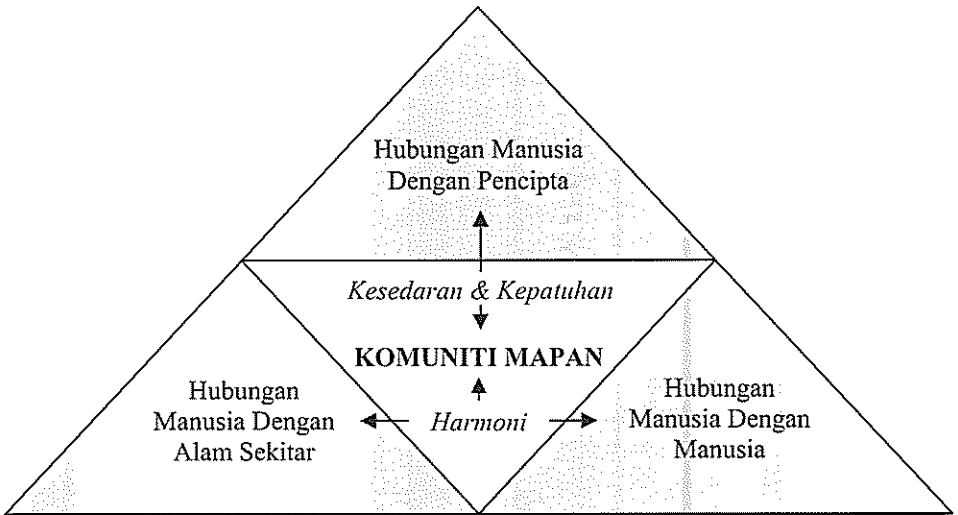 Hubungan Manusia
Dengan Pencipta
Kesedaran & Kepatuhan
KOMUNITI MAPAN
Harmoni
Hubungan
Manusia Dengan
Alam Sekitar
Hubungan
Manusia Dengan
Manusia